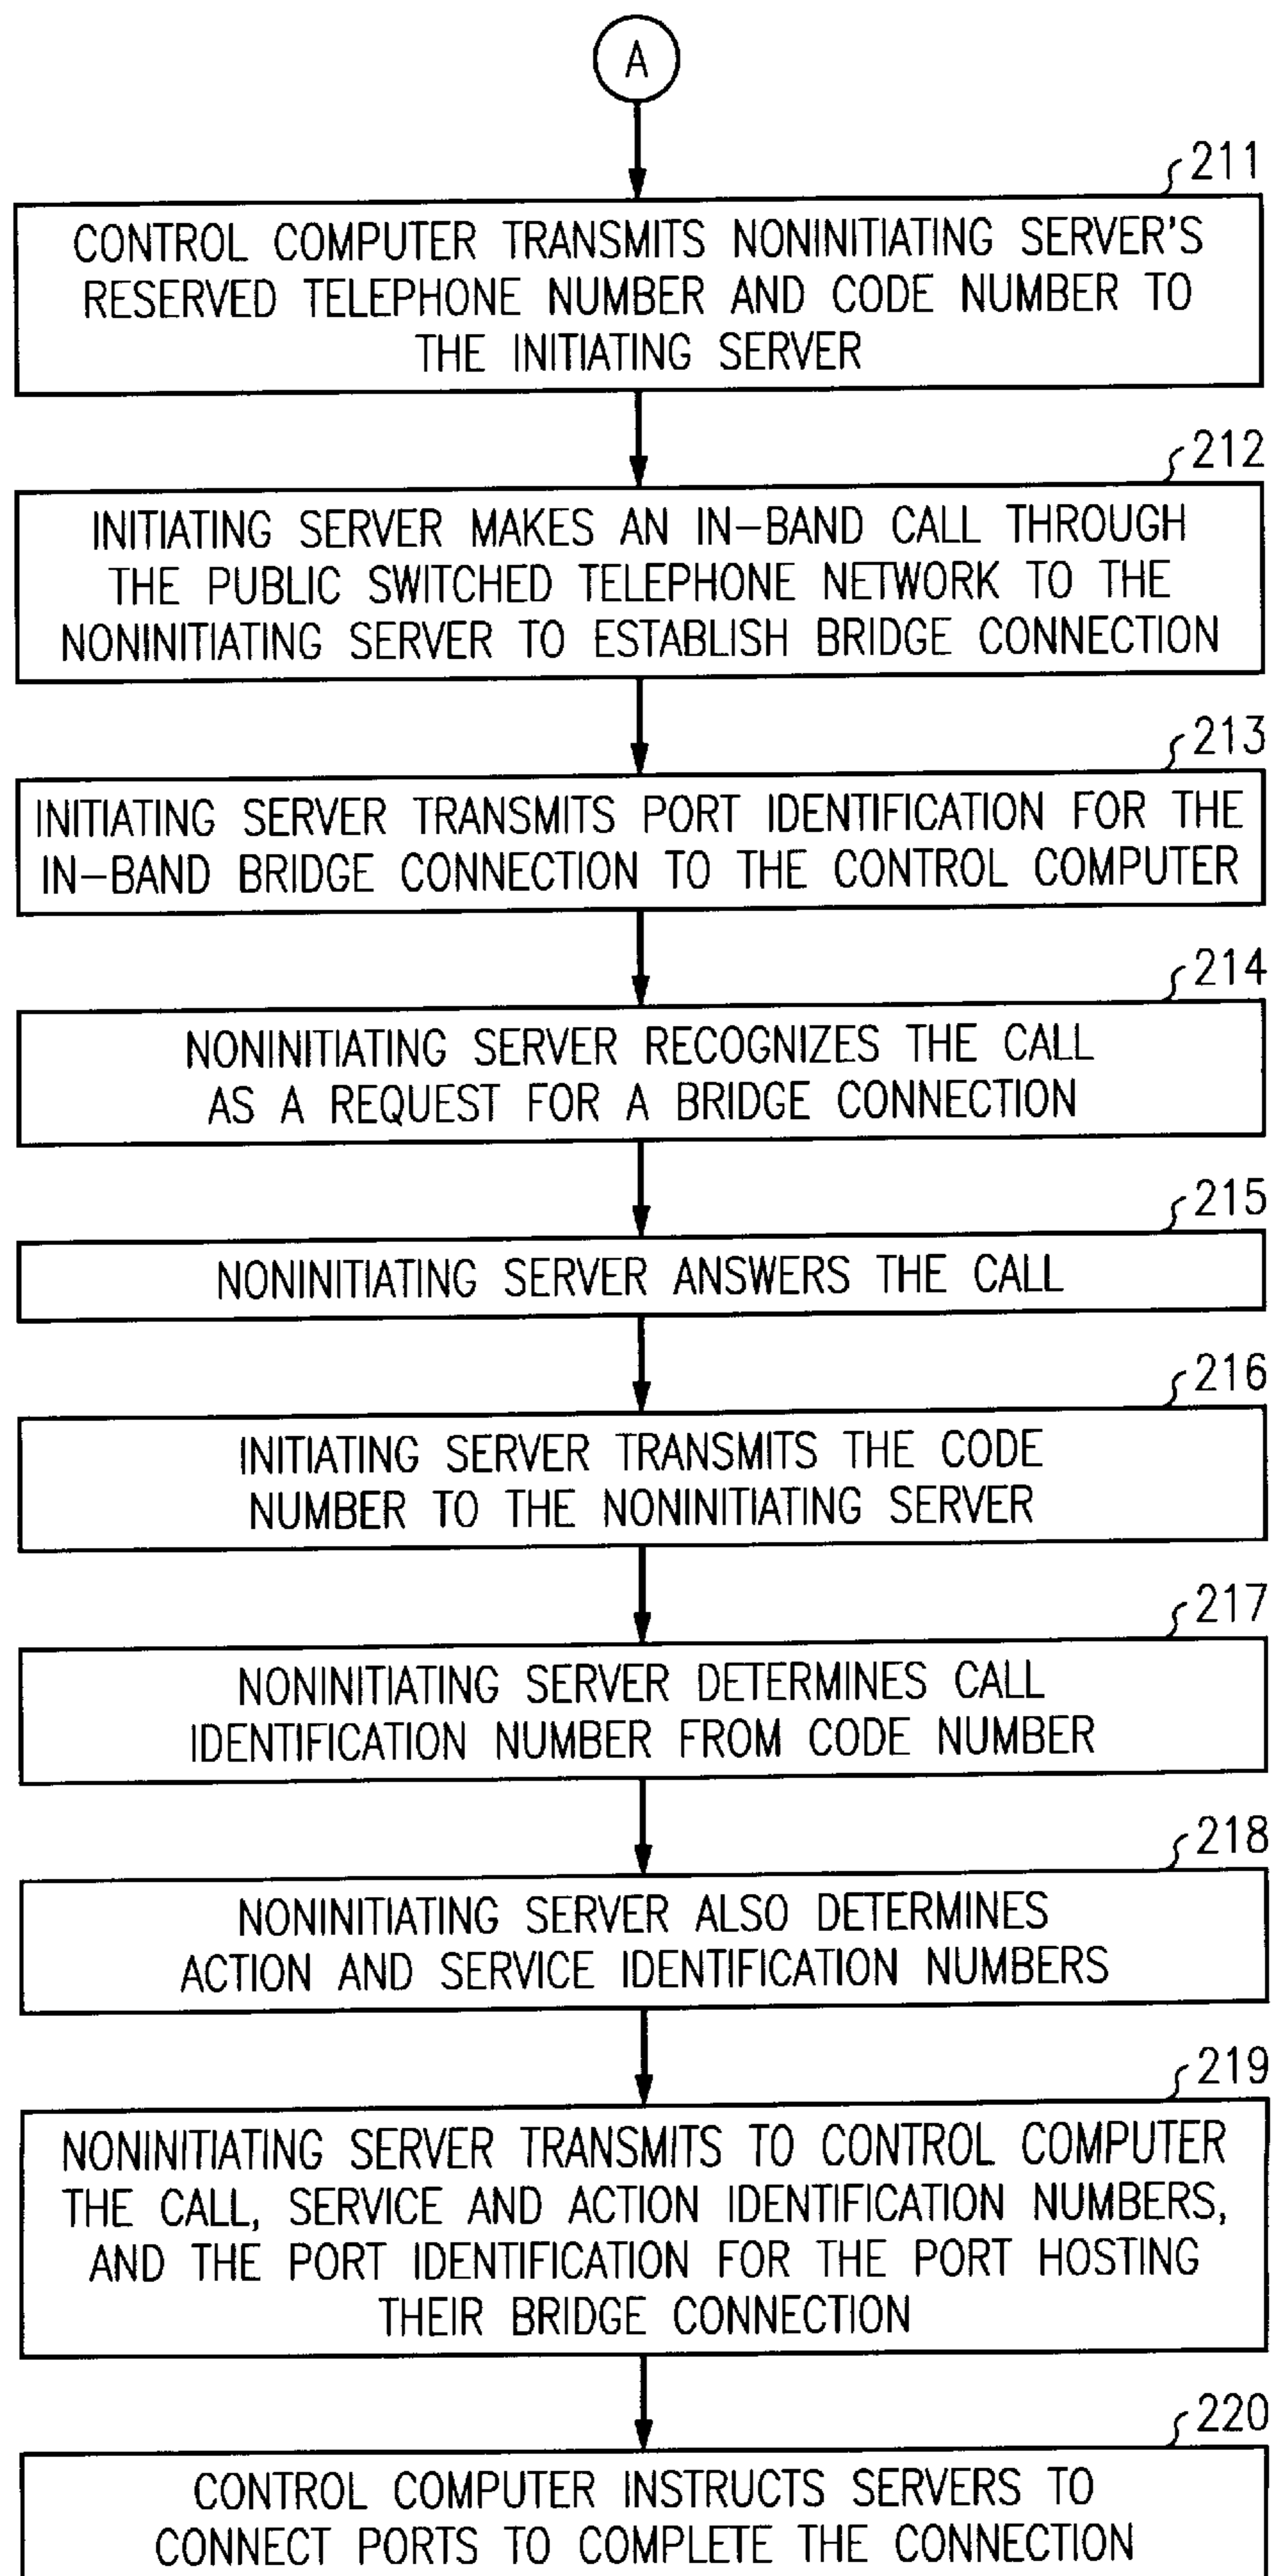 A
211
CONTROL COMPUTER TRANSMITS NONINITIATING SERVER'S
RESERVED TELEPHONE NUMBER AND CODE NUMBER TO
THE INITIATING SERVER
212
INITIATING SERVER MAKES AN IN-BAND CALL THROUGH
THE PUBLIC SWITCHED TELEPHONE NETWORK TO THE
NONINITIATING SERVER TO ESTABLISH BRIDGE CONNECTION
213
INITIATING SERVER TRANSMITS PORT IDENTIFICATION FOR THE
IN-BAND BRIDGE CONNECTION TO THE CONTROL COMPUTER
214
NONINITIATING SERVER RECOGNIZES THE CALL
AS A REQUEST FOR A BRIDGE CONNECTION
215
NONINITIATING SERVER ANSWERS THE CALL
216
INITIATING SERVER TRANSMITS THE CODE
NUMBER TO THE NONINITIATING SERVER
217
NONINITIATING SERVER DETERMINES CALL
IDENTIFICATION NUMBER FROM CODE NUMBER
218
NONINITIATING SERVER ALSO DETERMINES
ACTION AND SERVICE IDENTIFICATION NUMBERS
219
NONINITIATING SERVER TRANSMITS TO CONTROL COMPUTER
THE CALL, SERVICE AND ACTION IDENTIFICATION NUMBERS,
AND THE PORT IDENTIFICATION FOR THE PORT HOSTING
THEIR BRIDGE CONNECTION
220
CONTROL COMPUTER INSTRUCTS SERVERS TO
CONNECT PORTS TO COMPLETE THE CONNECTION